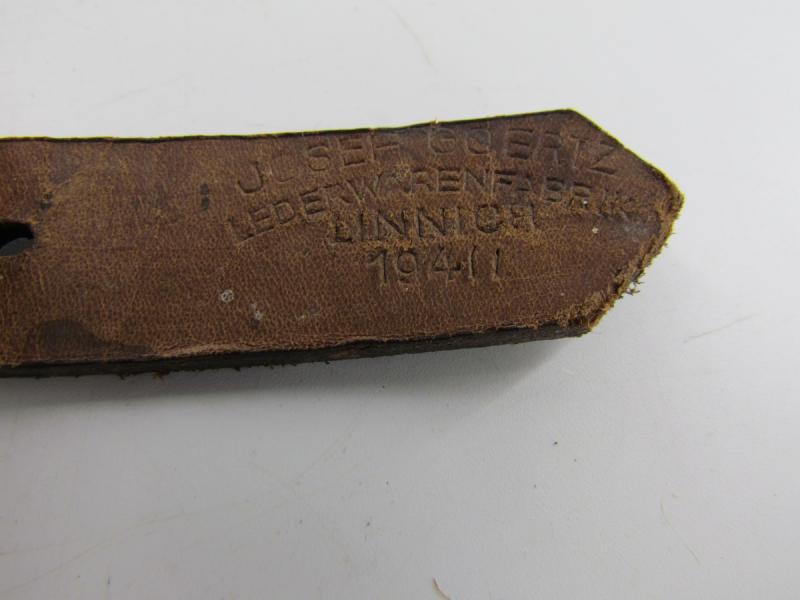 JOSEF GOERTZ
LEDERWARENFABRIK
LINNICH
1941